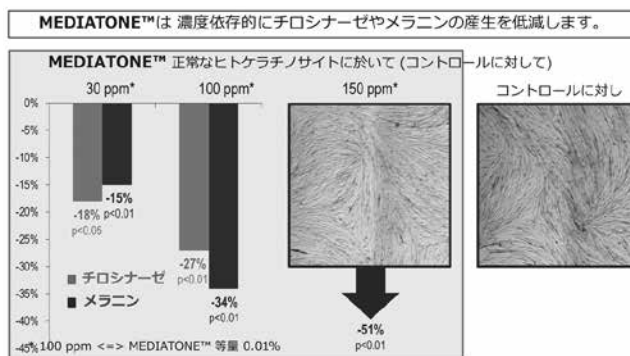 MEDIATONE™は 濃度依存的にチロシナーゼやメラニンの産生を低減します。
MEDIATONE™ 正常なヒトケラチノサイトに於いて (コントロールに対して)
30 ppm*
100 ppm*
150 ppm*
コントロールに対し
0%
-5%
-10%
-15%
-20%
-25%
-30%
-35%
-40%
-45%
-18%
p<0.05
-15%
p<0.01
-27%
p<0.01
-34%
p<0.01
-51%
p<0.01
チロシナーゼ
メラニン
* 100 ppm <=> MEDIATONE™ 等量 0.01%